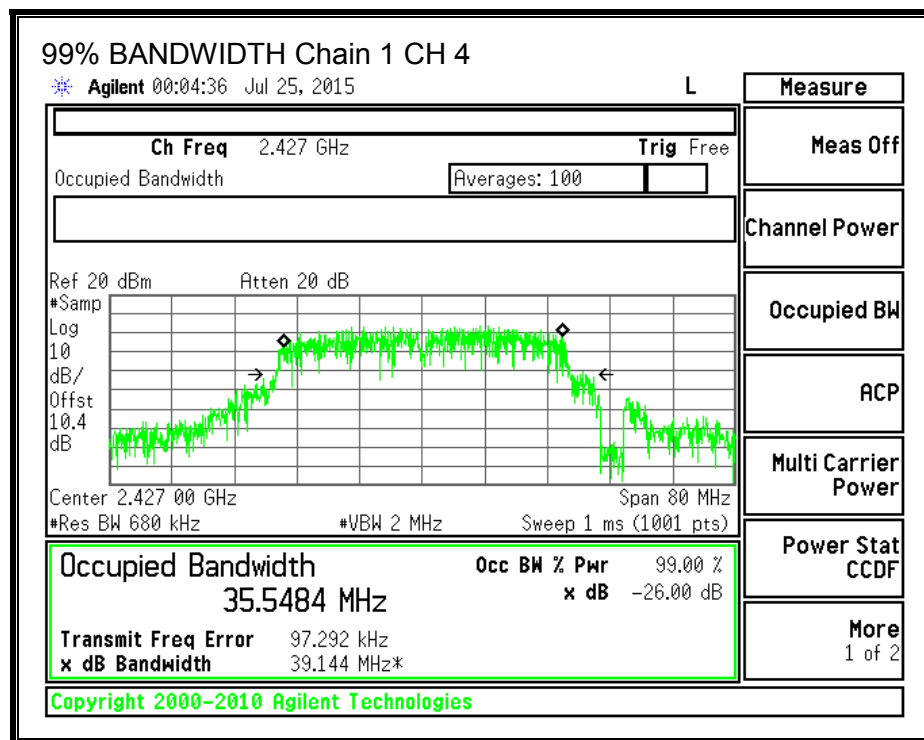 99% BANDWIDTH Chain 1 CH 4
Agilent 00:04:36 Jul 25, 2015 L
Measure
Ch Freq 2.427 GHz Trig Free
Occupied Bandwidth Averages: 100
Ref 20 dBm Atten 20 dB
#Samp
Log
10
dB/
Offst
10.4
dB
Center 2.427 00 GHz Span 80 MHz
#Res BW 680 kHz #VBW 2 MHz Sweep 1 ms (1001 pts)
Occupied Bandwidth Occ BW % Pwr 99.00 %
35.5484 MHz x dB -26.00 dB
Transmit Freq Error 97.292 kHz
x dB Bandwidth 39.144 MHz*
Copyright 2000-2010 Agilent Technologies
Meas Off
Channel Power
Occupied BW
ACP
Multi Carrier
Power
Power Stat
CCDF
More
1 of 2